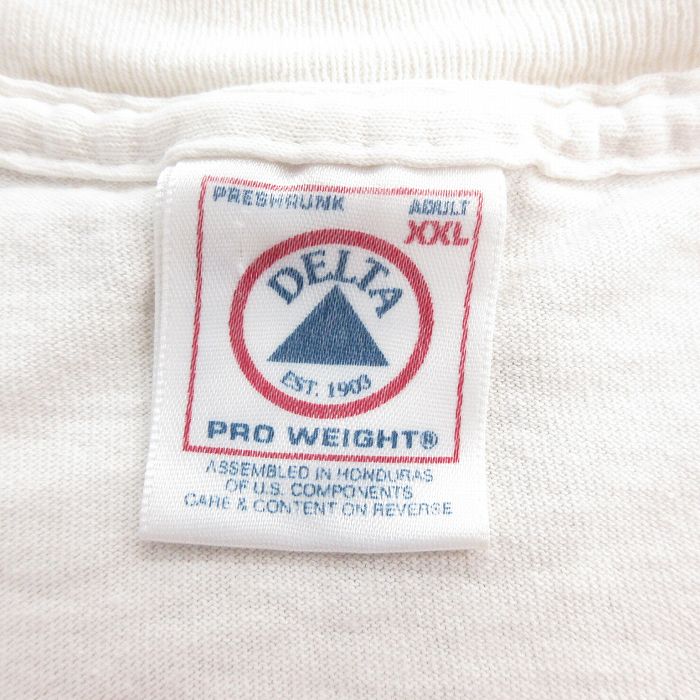 PRESHRUNK ADULT
XXL
DELTA
EST. 1903
PRO WEIGHT®
ASSEMBLED IN HONDURAS
OF U.S. COMPONENTS
CARE & CONTENT ON REVERSE